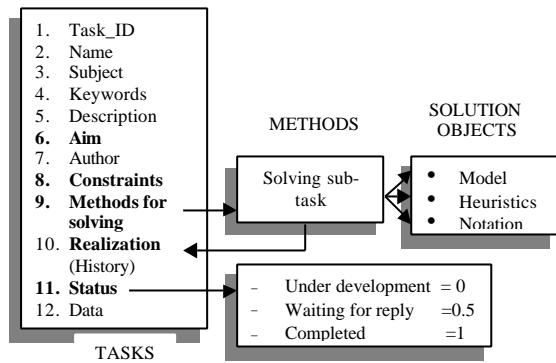 1. Task_ID
2. Name
3. Subject
4. Keywords
5. Description
6. Aim
7. Author
8. Constraints
9. Methods for
solving
10. Realization
(History)
11. Status
12. Data
TASKS
METHODS
Solving sub-
task
SOLUTION
OBJECTS
• Model
• Heuristics
• Notation
– Under development = 0
– Waiting for reply =0.5
– Completed =1